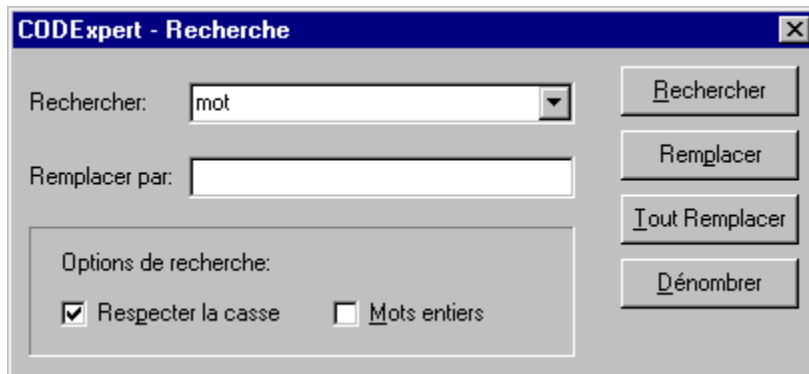 CODExpert - Recherche
Rechercher: mot
Rechercher
Remplacer par:
Remplacer
Tout Remplacer
Options de recherche:
Dénombrer
Respecter la casse Mots entiers